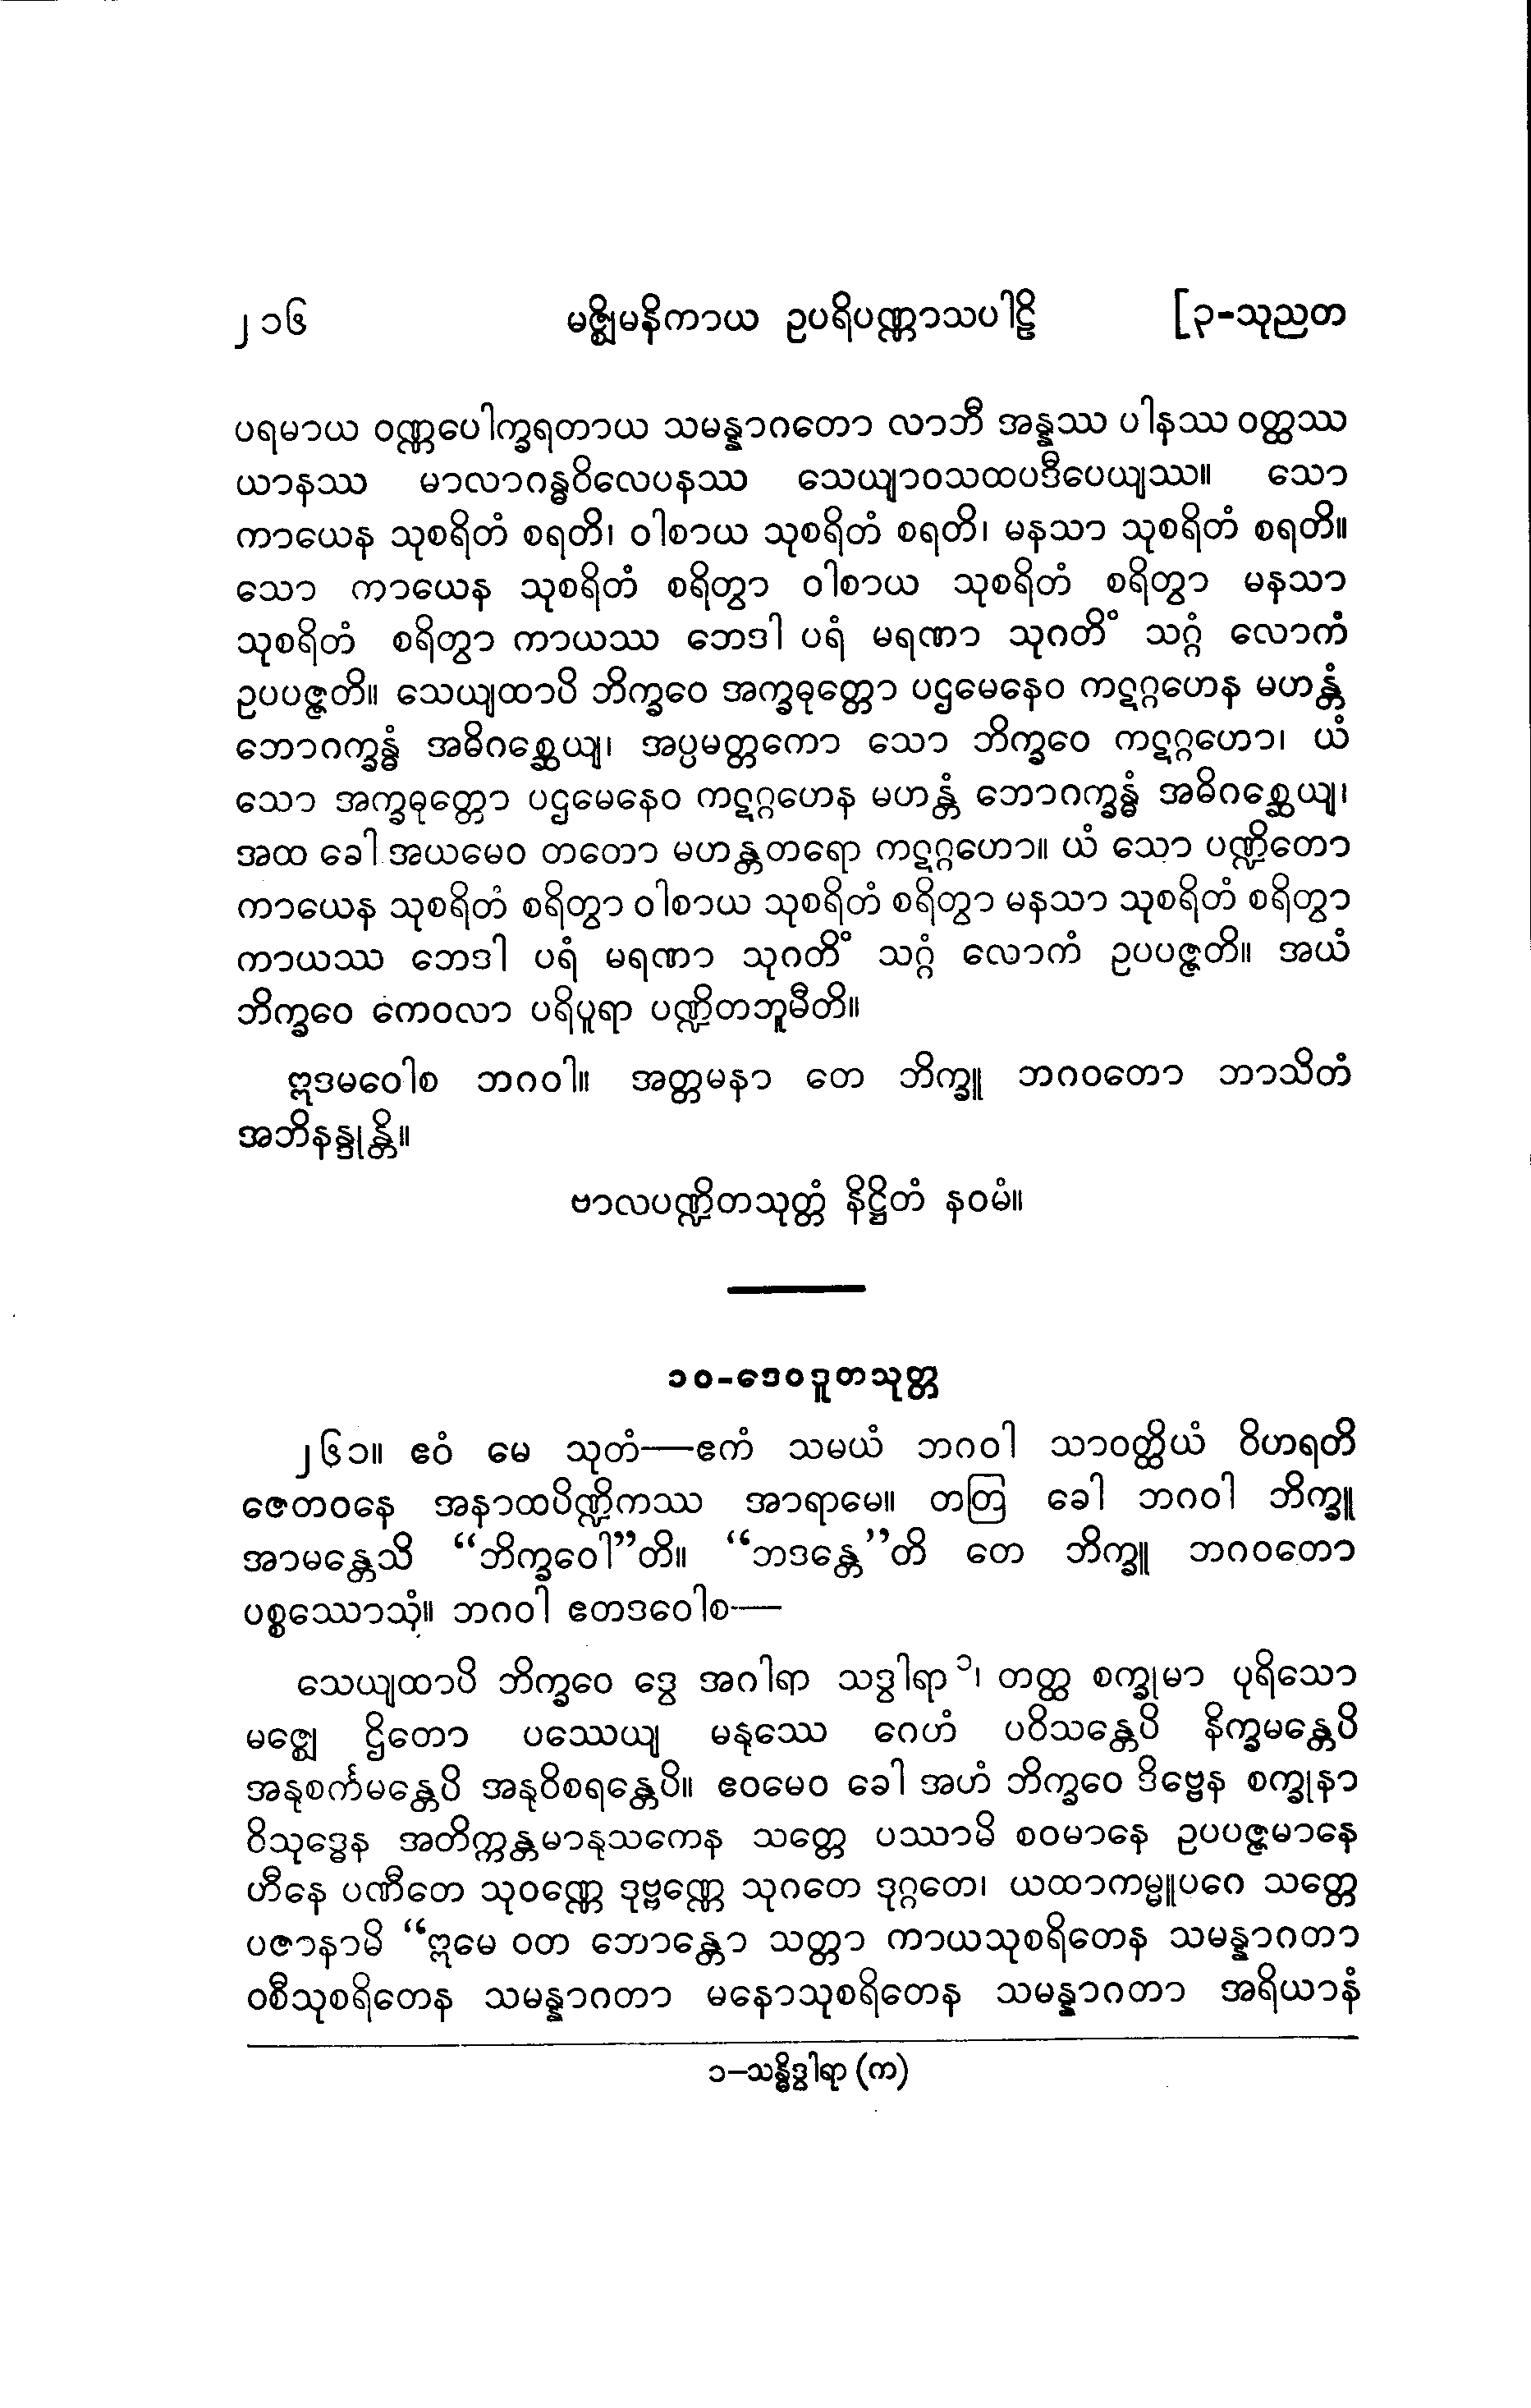 ၂၁၆ မဇ္ဈိမနိကာယ ဥပရိပဏ္ဏာသပါဠိ [၃-သုညတ
ပရမာယ ဝဏ္ဏပေါက္ခရတာယ သမန္နာဂတော လာဘီ အန္နဿ ပါနဿ ဝတ္ထဿ
ယာနဿ မာလာဂန္ဓဝိလေပနဿ သေယျာဝသထပဒီပေယျဿ။ သော
ကာယေန သုစရိတံ စရတိ၊ ဝါစာယ သုစရိတံ စရတိ၊ မနသာ သုစရိတံ စရတိ။
သော ကာယေန သုစရိတံ စရိတွာ ဝါစာယ သုစရိတံ စရိတွာ မနသာ
သုစရိတံ စရိတွာ ကာယဿ ဘေဒါ ပရံ မရဏာ သုဂတိံ သဂ္ဂံ လောကံ
ဥပပဇ္ဇတိ။ သေယျထာပိ ဘိက္ခဝေ အက္ခဓုတ္တော ပဌမေနေဝ ကဋဂ္ဂဟေန မဟန္တံ
ဘောဂက္ခန္ဓံ အဓိဂစ္ဆေယျ၊ အပ္ပမတ္တကော သော ဘိက္ခဝေ ကဋဂ္ဂဟော၊ ယံ
သော အက္ခဓုတ္တော ပဌမေနေဝ ကဋဂ္ဂဟေန မဟန္တံ ဘောဂက္ခန္ဓံ အဓိဂစ္ဆေယျ၊
အထ ခေါ အယမေဝ တတော မဟန္တတရော ကဋဂ္ဂဟော။ ယံ သော ပဏ္ဍိတော
ကာယေန သုစရိတံ စရိတွာ ဝါစာယ သုစရိတံ စရိတွာ မနသာ သုစရိတံ စရိတွာ
ကာယဿ ဘေဒါ ပရံ မရဏာ သုဂတိံ သဂ္ဂံ လောကံ ဥပပဇ္ဇတိ။ အယံ
ဘိက္ခဝေ ကေဝလာ ပရိပူရာ ပဏ္ဍိတဘူမီတိ။
ဣဒမဝေါစ ဘဂဝါ။ အတ္တမနာ တေ ဘိက္ခူ ဘဂဝတော ဘာသိတံ
အဘိနန္ဒုန္တိ။
ဗာလပဏ္ဍိတသုတ္တံ နိဋ္ဌိတံ နဝမံ။
၁၀-ဒေဝဒူတသုတ္တ
၂၆၁။ ဧဝံ မေ သုတံ—ဧကံ သမယံ ဘဂဝါ သာဝတ္ထိယံ ဝိဟရတိ
ဇေတဝနေ အနာထပိဏ္ဍိကဿ အာရာမေ။ တတြ ခေါ ဘဂဝါ ဘိက္ခူ
အာမန္တေသိ “ဘိက္ခဝေါ”တိ။ “ဘဒန္တေ”တိ တေ ဘိက္ခူ ဘဂဝတော
ပစ္စဿောသုံ။ ဘဂဝါ ဧတဒဝေါစ—
သေယျထာပိ ဘိက္ခဝေ ဒွေ အဂါရာ သဒွါရာ၁၊ တတ္ထ စက္ခုမာ ပုရိသော
မဇ္ဈေ ဌိတော ပဿေယျ မနုဿေ ဂေဟံ ပဝိသန္တေပိ နိက္ခမန္တေပိ
အနုစင်္ကမန္တေပိ အနုဝိစရန္တေပိ။ ဧဝမေဝ ခေါ အဟံ ဘိက္ခဝေ ဒိဗ္ဗေန စက္ခုနာ
ဝိသုဒ္ဓေန အတိက္ကန္တမာနုသကေန သတ္တေ ပဿာမိ စဝမာနေ ဥပပဇ္ဇမာနေ
ဟီနေ ပဏီတေ သုဝဏ္ဏေ ဒုဗ္ဗဏ္ဏေ သုဂတေ ဒုဂ္ဂတေ၊ ယထာကမ္မူပဂေ သတ္တေ
ပဇာနာမိ “ဣမေ ဝတ ဘောန္တော သတ္တာ ကာယသုစရိတေန သမန္နာဂတာ
ဝစီသုစရိတေန သမန္နာဂတာ မနောသုစရိတေန သမန္နာဂတာ အရိယာနံ
၁—သန္ဓိဒွါရာ (က)